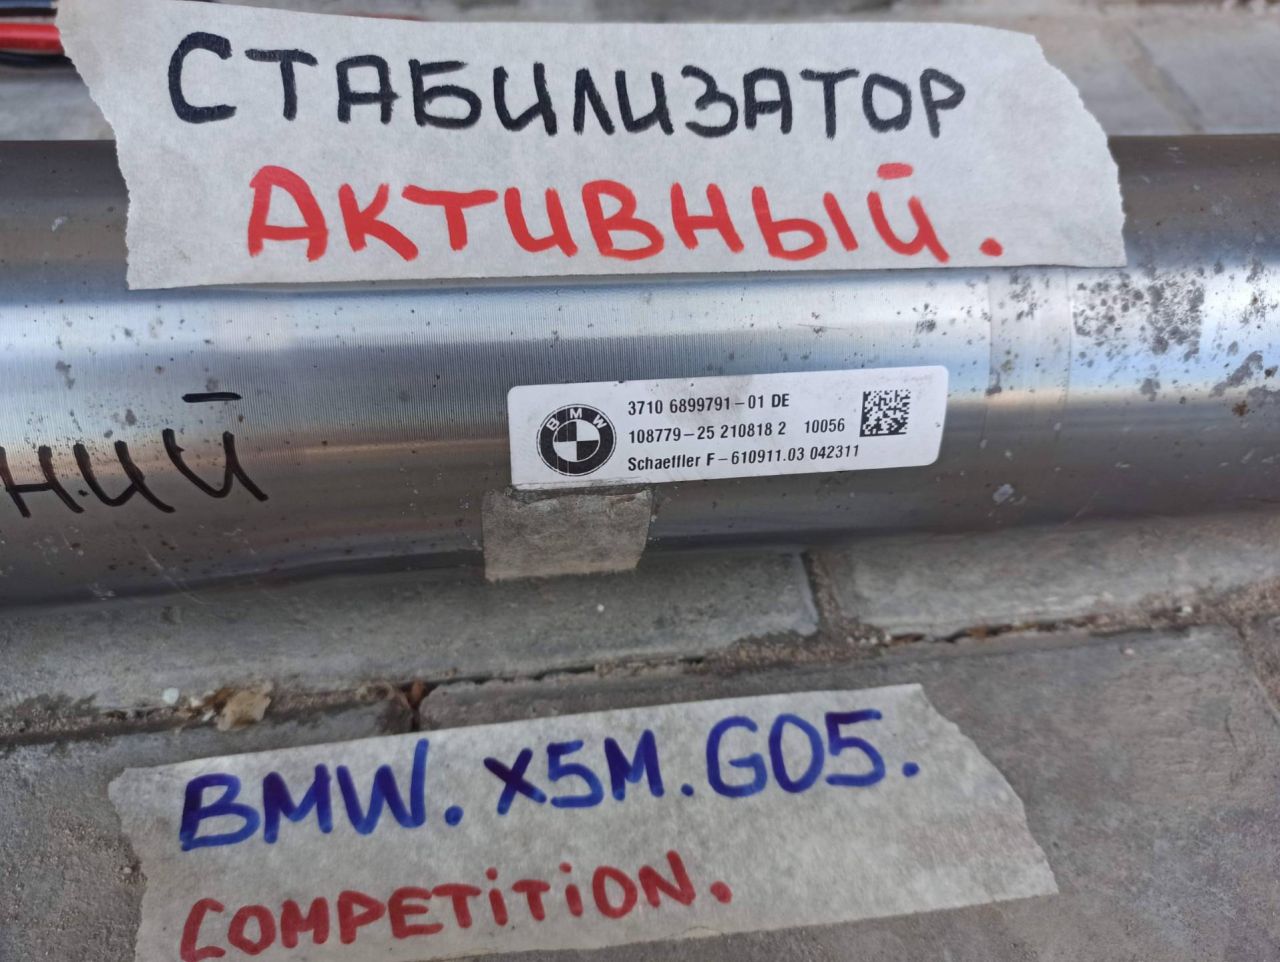 СТАБИЛИЗАТОР
АКТИВНЫЙ.
BMW
3710 6899791-01 DE
108779-25 210818 2 10056
Schaeffler F-610911.03 042311
НИЙ
BMW. X5M. G05.
COMPETITION.